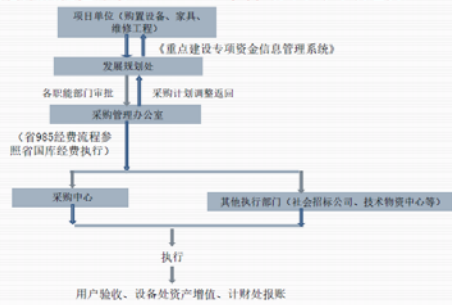 项目单位（购置设备、家具、
维修工程）
《重点建设专项资金信息管理系统》
发展规划处
各职能部门审批
采购计划调整返回
采购管理办公室
（省985经费流程参
照省国库经费执行）
采购中心
其他执行部门（社会招标公司、技术物资中心等）
执行
用户验收、设备处资产增值、计财处报账